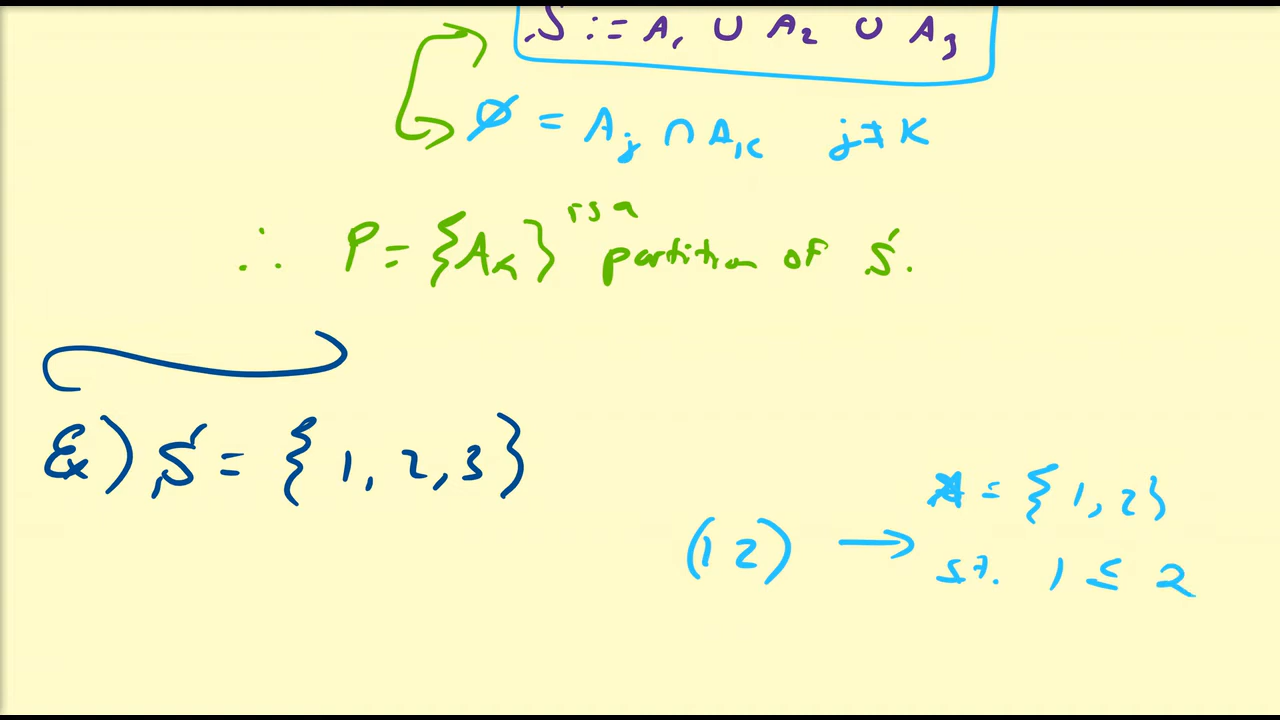 S := A₁ ∪ A₂ ∪ A₃
∅ = Aⱼ ∩ Aₖ j ≠ k
∴ P = {Aₖ} is a partition of S.
Ex) S = {1, 2, 3}
(1 2) → A = {1, 2}
st. 1 ≤ 2